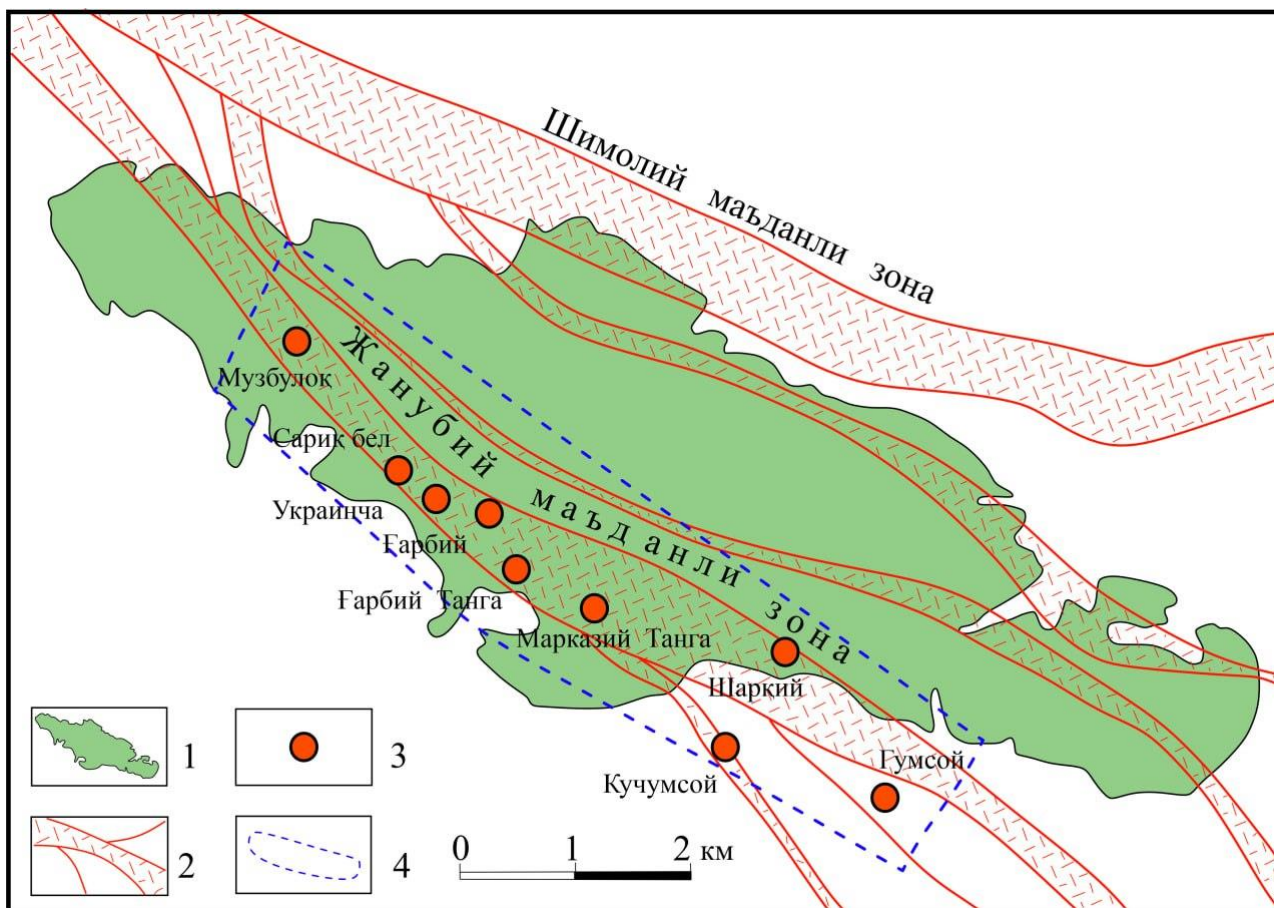 Шимолий маъданли зона
Жанубий маъданли зона
Музбулоқ
Сариқ бел
Украинча
Ғарбий
Ғарбий Танга
Марказий Танга
Шаркий
Гумсой
Кучумсой
1
3
2
4
0 1 2 км